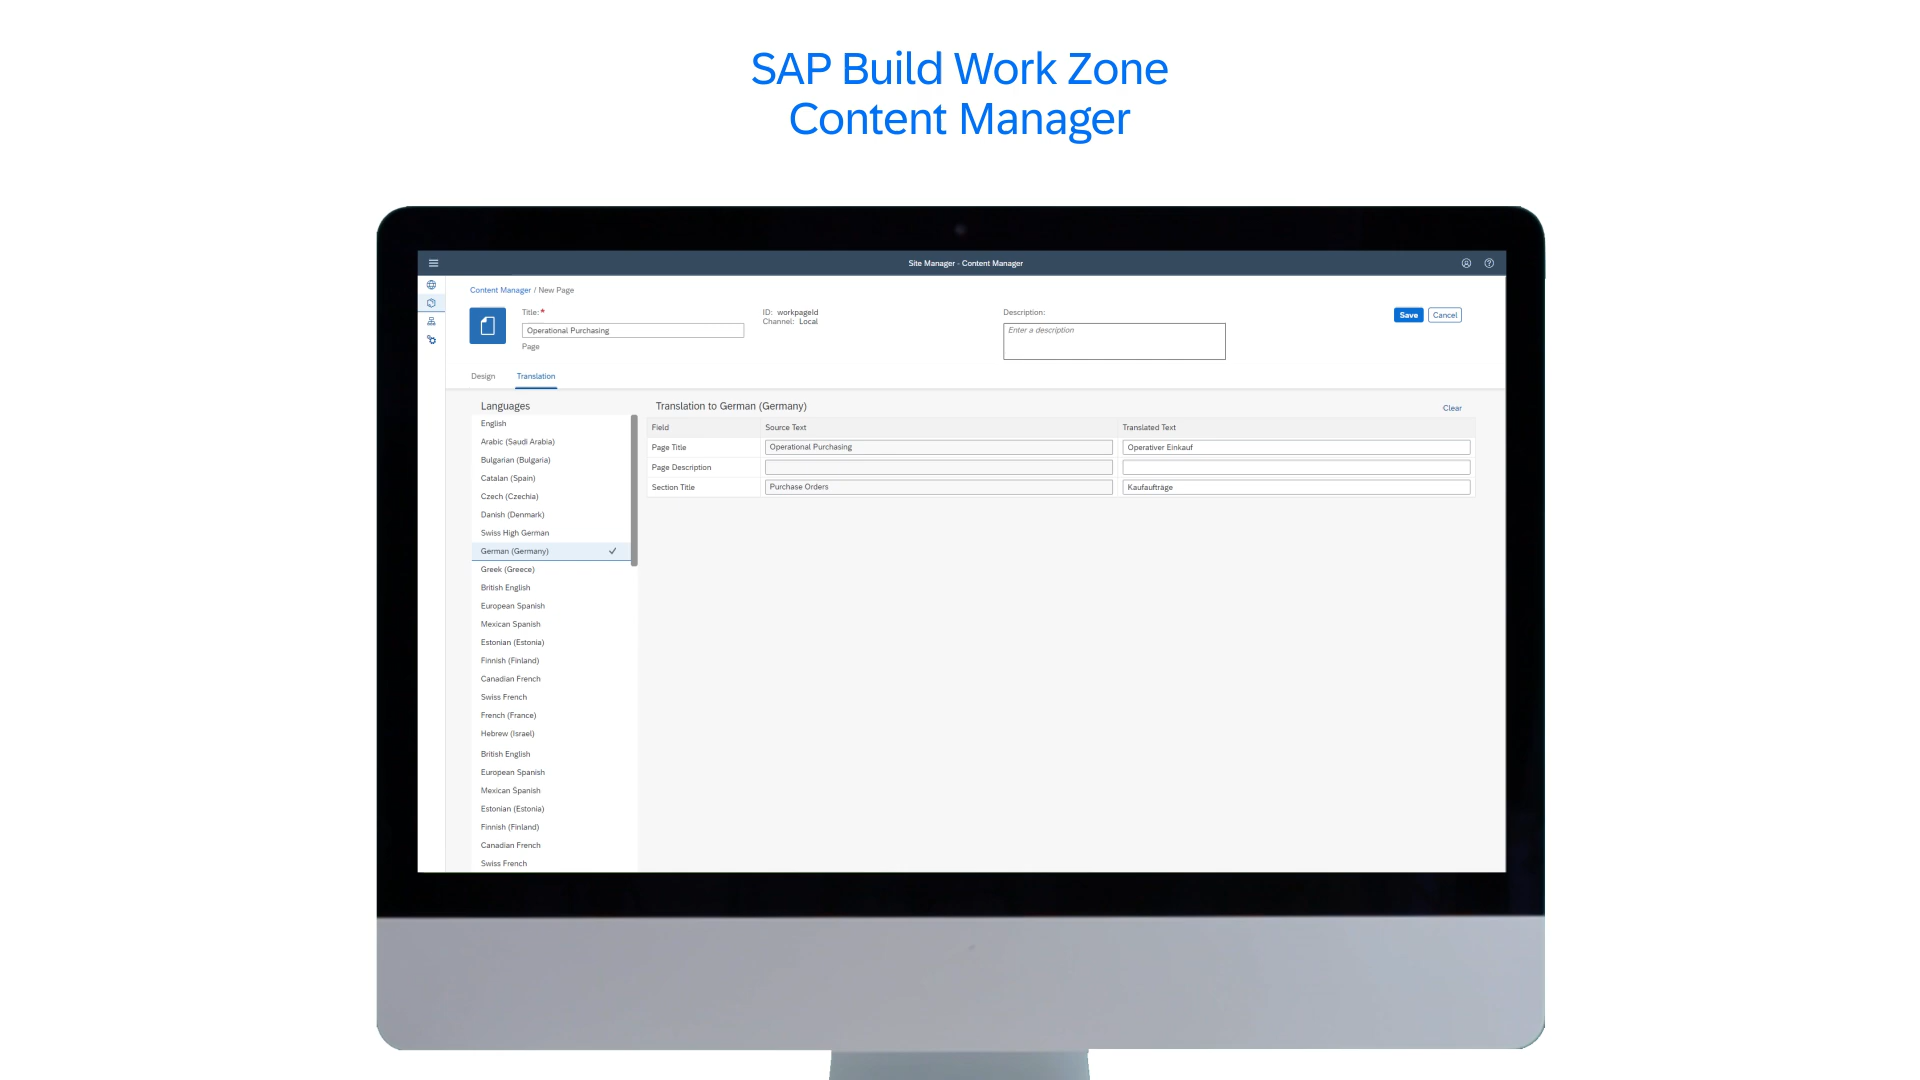 SAP Build Work Zone
Content Manager
Site Manager - Content Manager
Content Manager / New Page
Title: *
Operational Purchasing
Page
ID: workpageId
Channel: Local
Description:
Enter a description
Save
Cancel
Design
Translation
Languages
English
Arabic (Saudi Arabia)
Bulgarian (Bulgaria)
Catalan (Spain)
Czech (Czechia)
Danish (Denmark)
Swiss High German
German (Germany)
Greek (Greece)
British English
European Spanish
Mexican Spanish
Estonian (Estonia)
Finnish (Finland)
Canadian French
Swiss French
French (France)
Hebrew (Israel)
British English
European Spanish
Mexican Spanish
Estonian (Estonia)
Finnish (Finland)
Canadian French
Swiss French
Translation to German (Germany)
Clear
Field Source Text Translated Text
Page Title Operational Purchasing Operativer Einkauf
Page Description
Section Title Purchase Orders Kaufaufträge